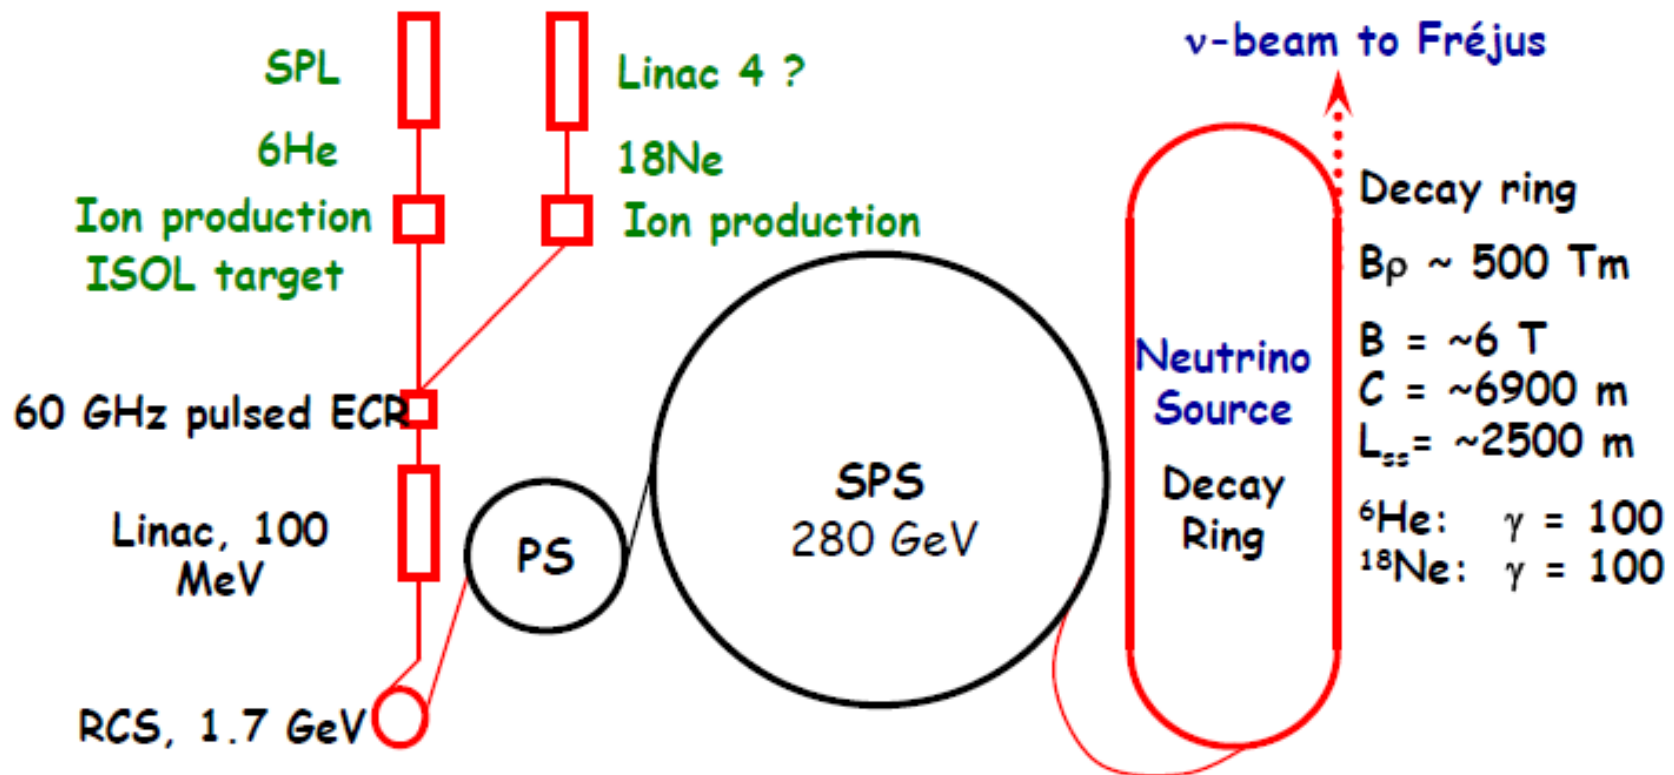 SPL
Linac 4 ?
ν-beam to Fréjus
6He
18Ne
Ion production
ISOL target
Ion production
60 GHz pulsed ECR
Linac, 100
MeV
RCS, 1.7 GeV
PS
SPS
280 GeV
Neutrino
Source
Decay
Ring
Decay ring
Bρ ~ 500 Tm
B = ~6 T
C = ~6900 m
Lss= ~2500 m
⁶He: γ = 100
¹⁸Ne: γ = 100